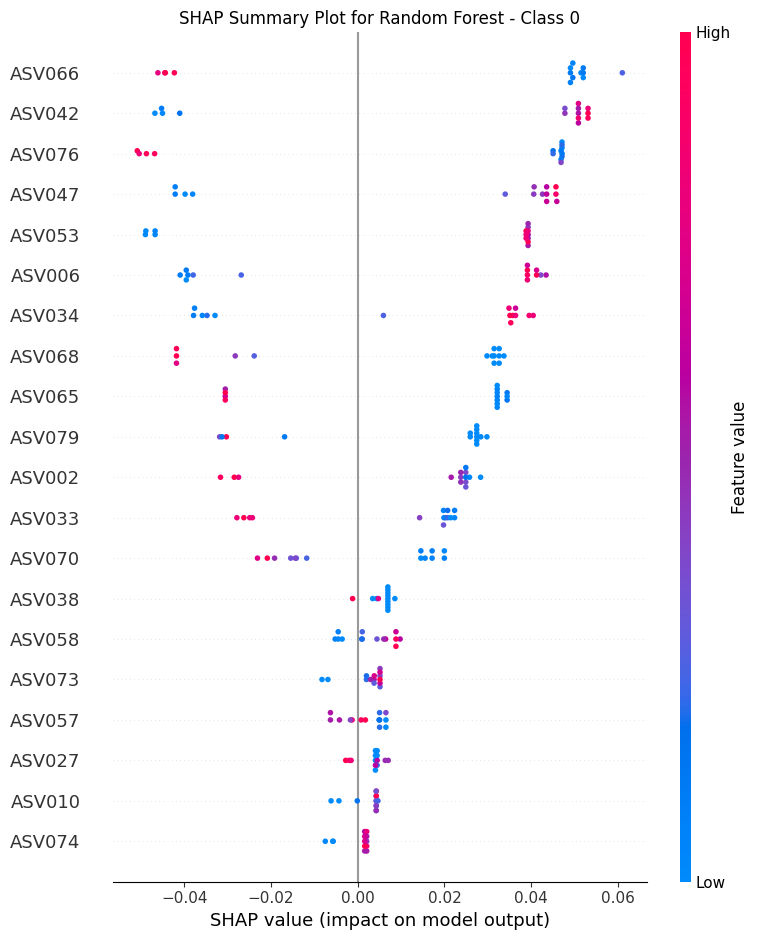 SHAP Summary Plot for Random Forest - Class 0
High
ASV066
ASV042
ASV076
ASV047
ASV053
ASV006
ASV034
ASV068
ASV065
ASV079
ASV002
ASV033
ASV070
ASV038
ASV058
ASV073
ASV057
ASV027
ASV010
ASV074
Feature value
Low
−0.04 −0.02 0.00 0.02 0.04 0.06
SHAP value (impact on model output)